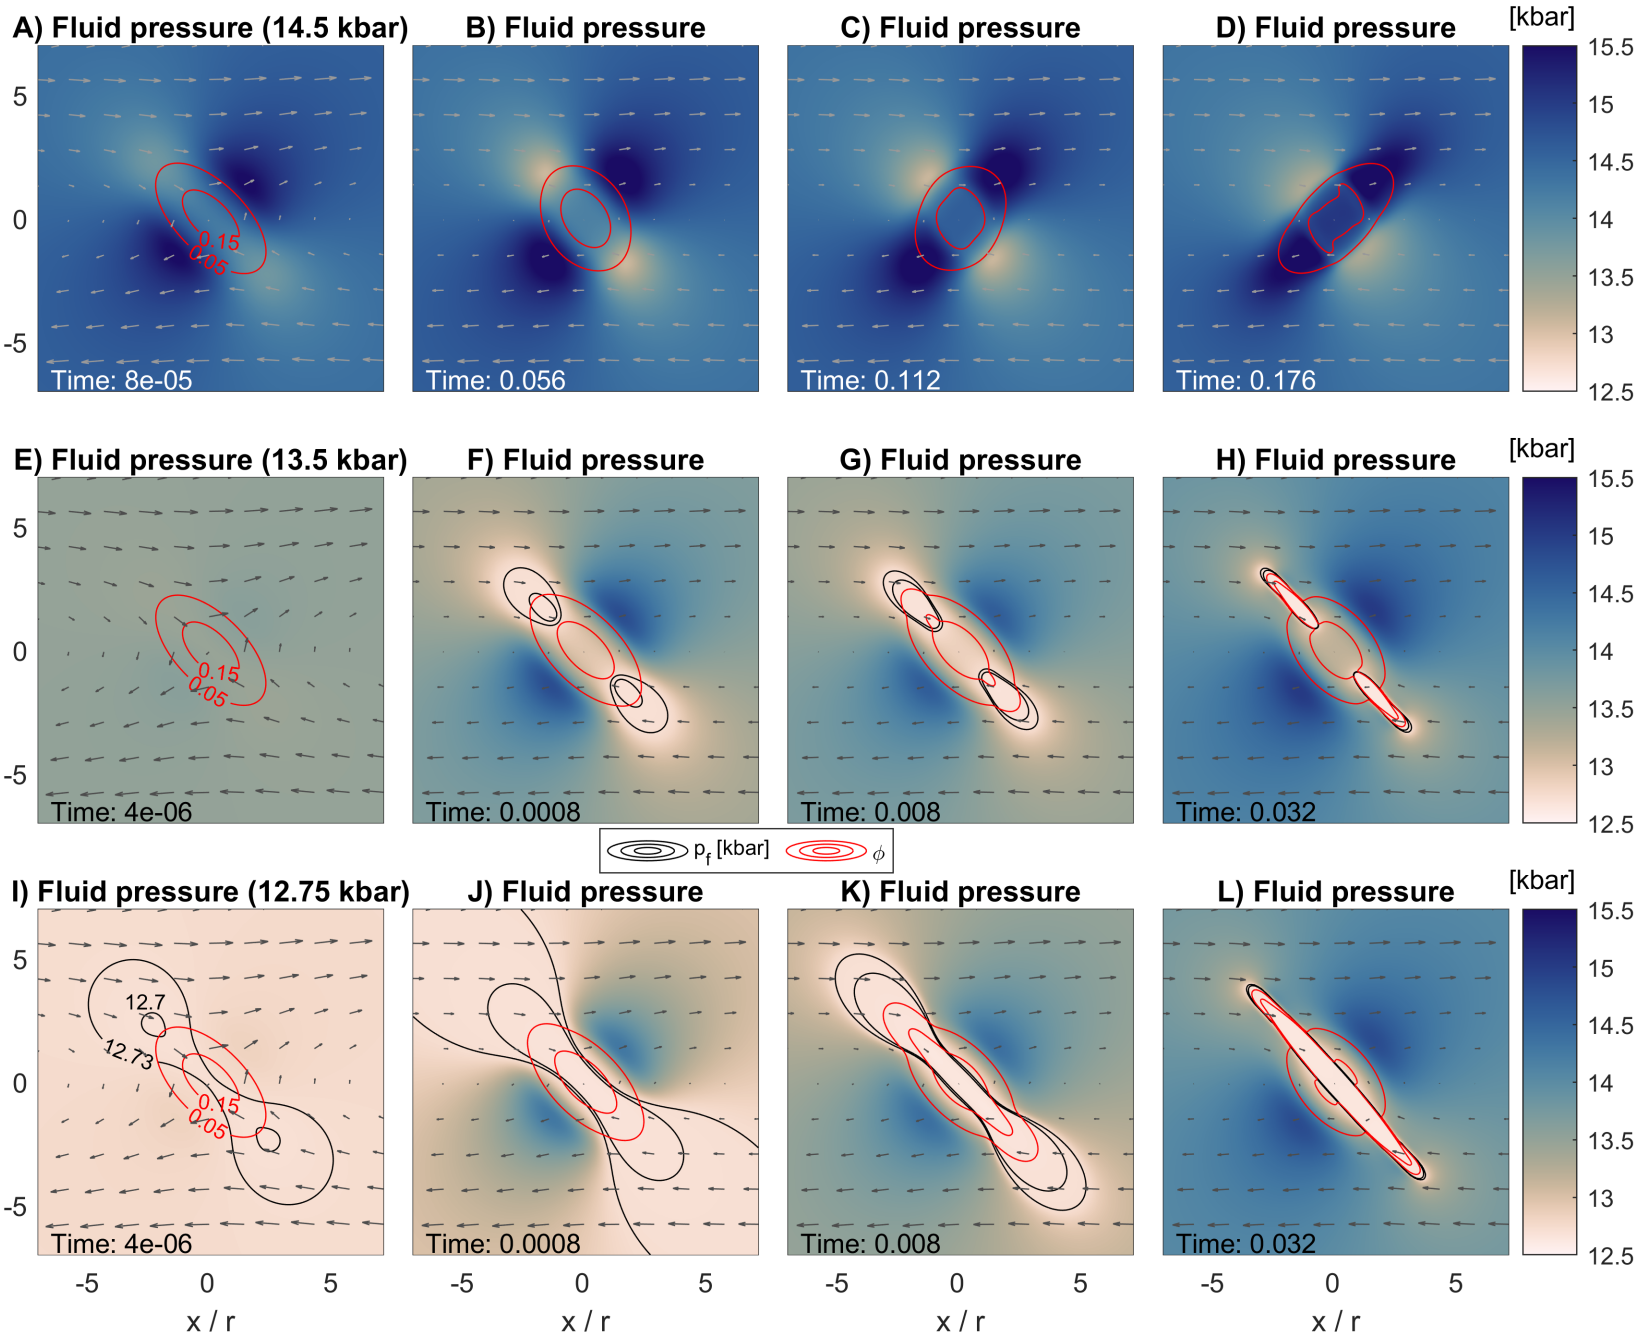 A) Fluid pressure (14.5 kbar)
B) Fluid pressure
C) Fluid pressure
D) Fluid pressure
[kbar]
5
0
-5
0.15
0.05
Time: 8e-05
Time: 0.056
Time: 0.112
Time: 0.176
15.5
15
14.5
14
13.5
13
12.5
E) Fluid pressure (13.5 kbar)
F) Fluid pressure
G) Fluid pressure
H) Fluid pressure
[kbar]
5
0
-5
0.15
0.05
Time: 4e-06
Time: 0.0008
Time: 0.008
Time: 0.032
15.5
15
14.5
14
13.5
13
12.5
pf [kbar]
ϕ
I) Fluid pressure (12.75 kbar)
J) Fluid pressure
K) Fluid pressure
L) Fluid pressure
[kbar]
5
0
-5
12.7
12.73
0.15
0.05
Time: 4e-06
Time: 0.0008
Time: 0.008
Time: 0.032
15.5
15
14.5
14
13.5
13
12.5
-5 0 5
-5 0 5
-5 0 5
-5 0 5
x / r
x / r
x / r
x / r